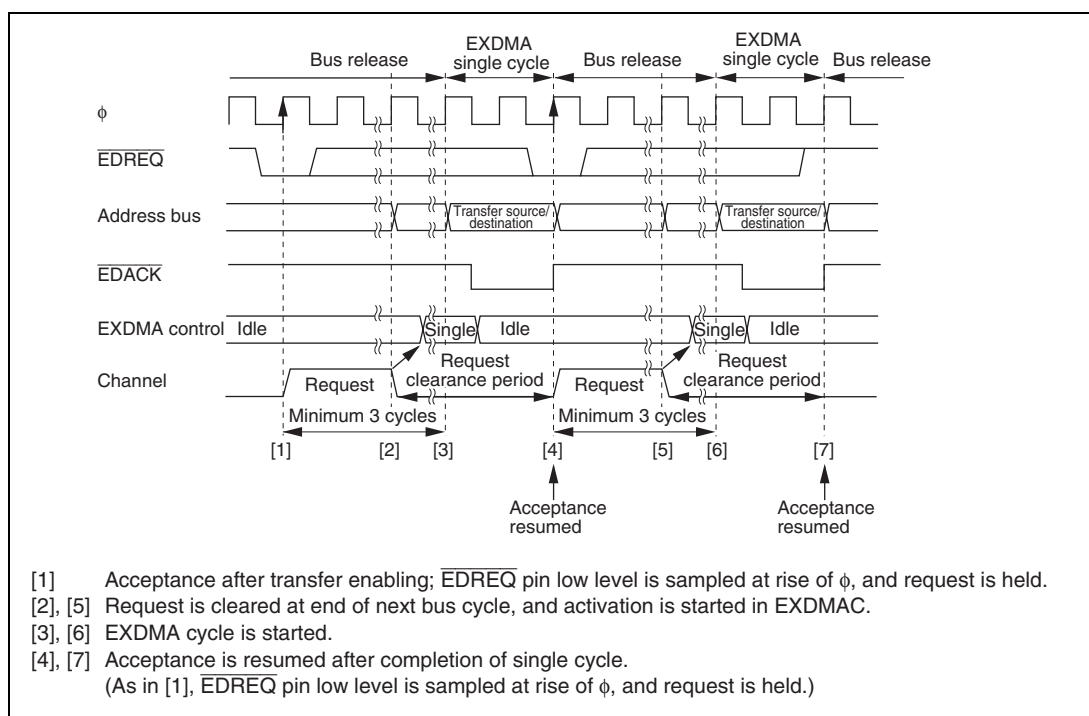 EXDMA
single cycle
EXDMA
single cycle
Bus release
Bus release
Bus release
ϕ
EDREQ
Address bus
Transfer source/
destination
Transfer source/
destination
EDACK
EXDMA control
Idle
Single
Idle
Single
Idle
Channel
Request
Request
clearance period
Request
Request
clearance period
Minimum 3 cycles
Minimum 3 cycles
[1] [2] [3] [4] [5] [6] [7]
Acceptance
resumed
Acceptance
resumed
[1] Acceptance after transfer enabling; EDREQ pin low level is sampled at rise of ϕ, and request is held.
[2], [5] Request is cleared at end of next bus cycle, and activation is started in EXDMAC.
[3], [6] EXDMA cycle is started.
[4], [7] Acceptance is resumed after completion of single cycle.
(As in [1], EDREQ pin low level is sampled at rise of ϕ, and request is held.)